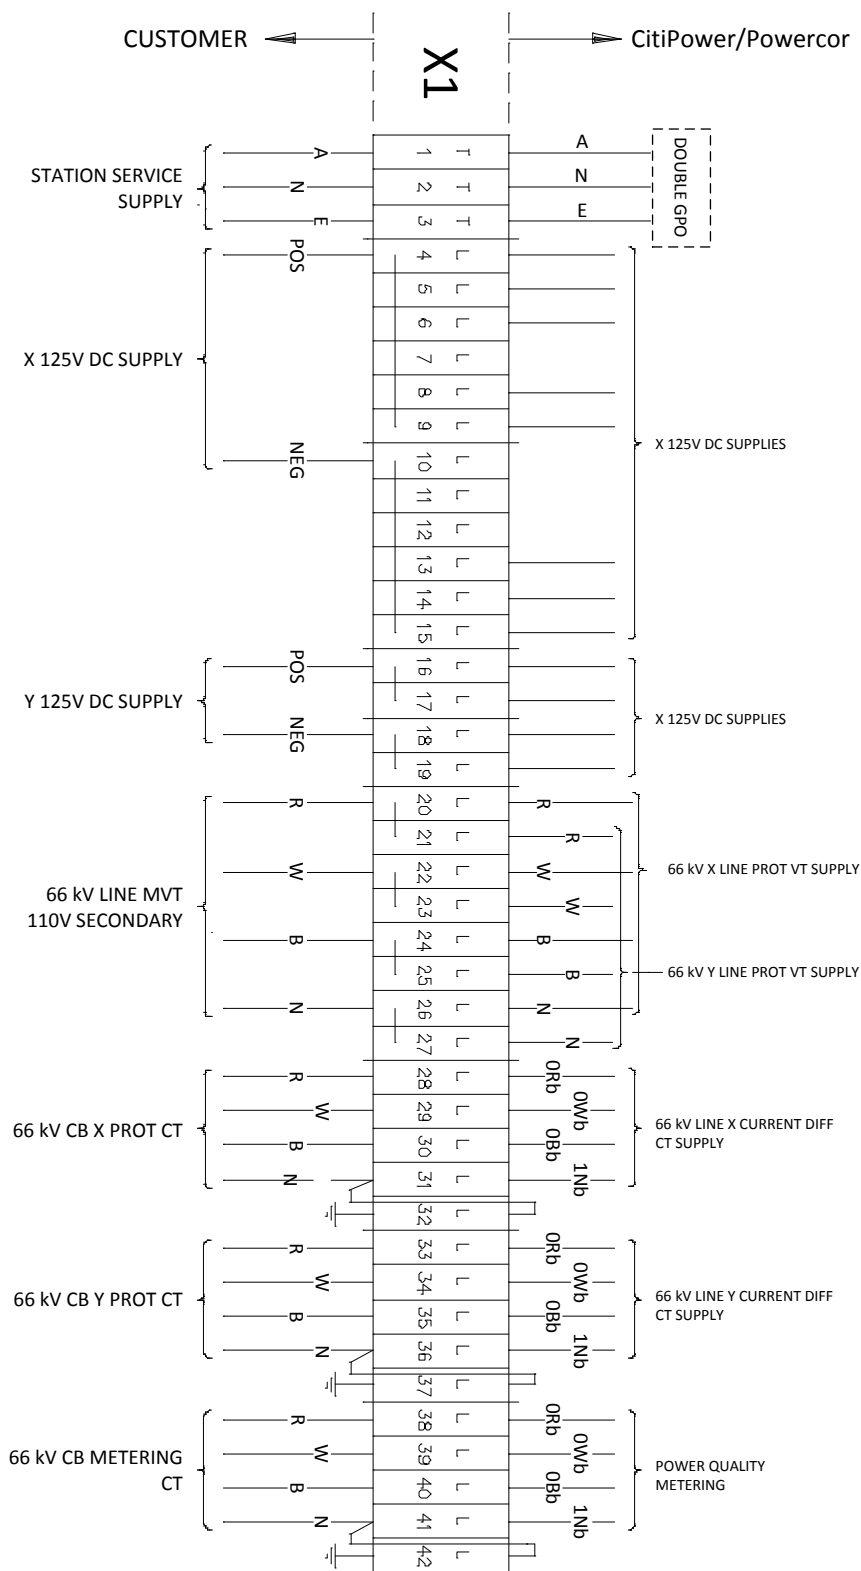 CUSTOMER CitiPower/Powercor
X1
STATION SERVICE
SUPPLY
A 1 T A
N 2 T N
E 3 T E
DOUBLE GPO
X 125V DC SUPPLY
POS 4 L
5 L
6 L
7 L
8 L
9 L
NEG 10 L
11 L
12 L
13 L
14 L
15 L
X 125V DC SUPPLIES
Y 125V DC SUPPLY
POS 16 L
17 L
NEG 18 L
19 L
X 125V DC SUPPLIES
66 kV LINE MVT
110V SECONDARY
R 20 L R
21 L R
W 22 L W
23 L W
B 24 L B
25 L B
N 26 L N
27 L N
66 kV X LINE PROT VT SUPPLY
66 kV Y LINE PROT VT SUPPLY
66 kV CB X PROT CT
R 28 L 0Rb
W 29 L 0Wb
B 30 L 0Bb
N 31 L 1Nb
32 L
66 kV LINE X CURRENT DIFF
CT SUPPLY
66 kV CB Y PROT CT
R 33 L 0Rb
W 34 L 0Wb
B 35 L 0Bb
N 36 L 1Nb
37 L
66 kV LINE Y CURRENT DIFF
CT SUPPLY
66 kV CB METERING
CT
R 38 L 0Rb
W 39 L 0Wb
B 40 L 0Bb
N 41 L 1Nb
42 L
POWER QUALITY
METERING